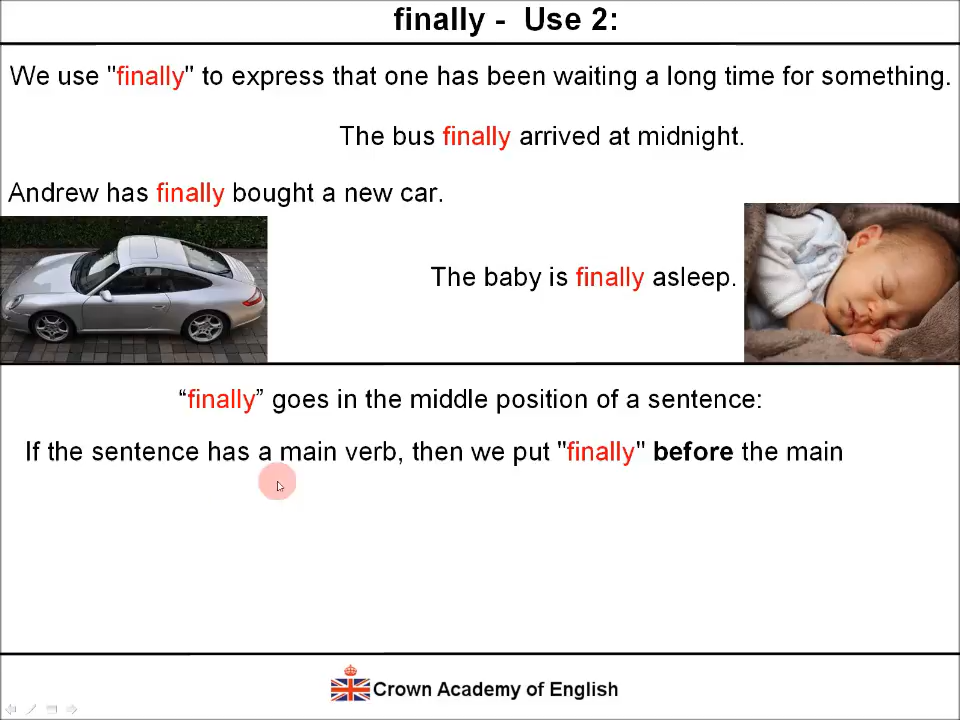 finally - Use 2:
We use "finally" to express that one has been waiting a long time for something.
The bus finally arrived at midnight.
Andrew has finally bought a new car.
The baby is finally asleep.
“finally” goes in the middle position of a sentence:
If the sentence has a main verb, then we put "finally" before the main
Crown Academy of English